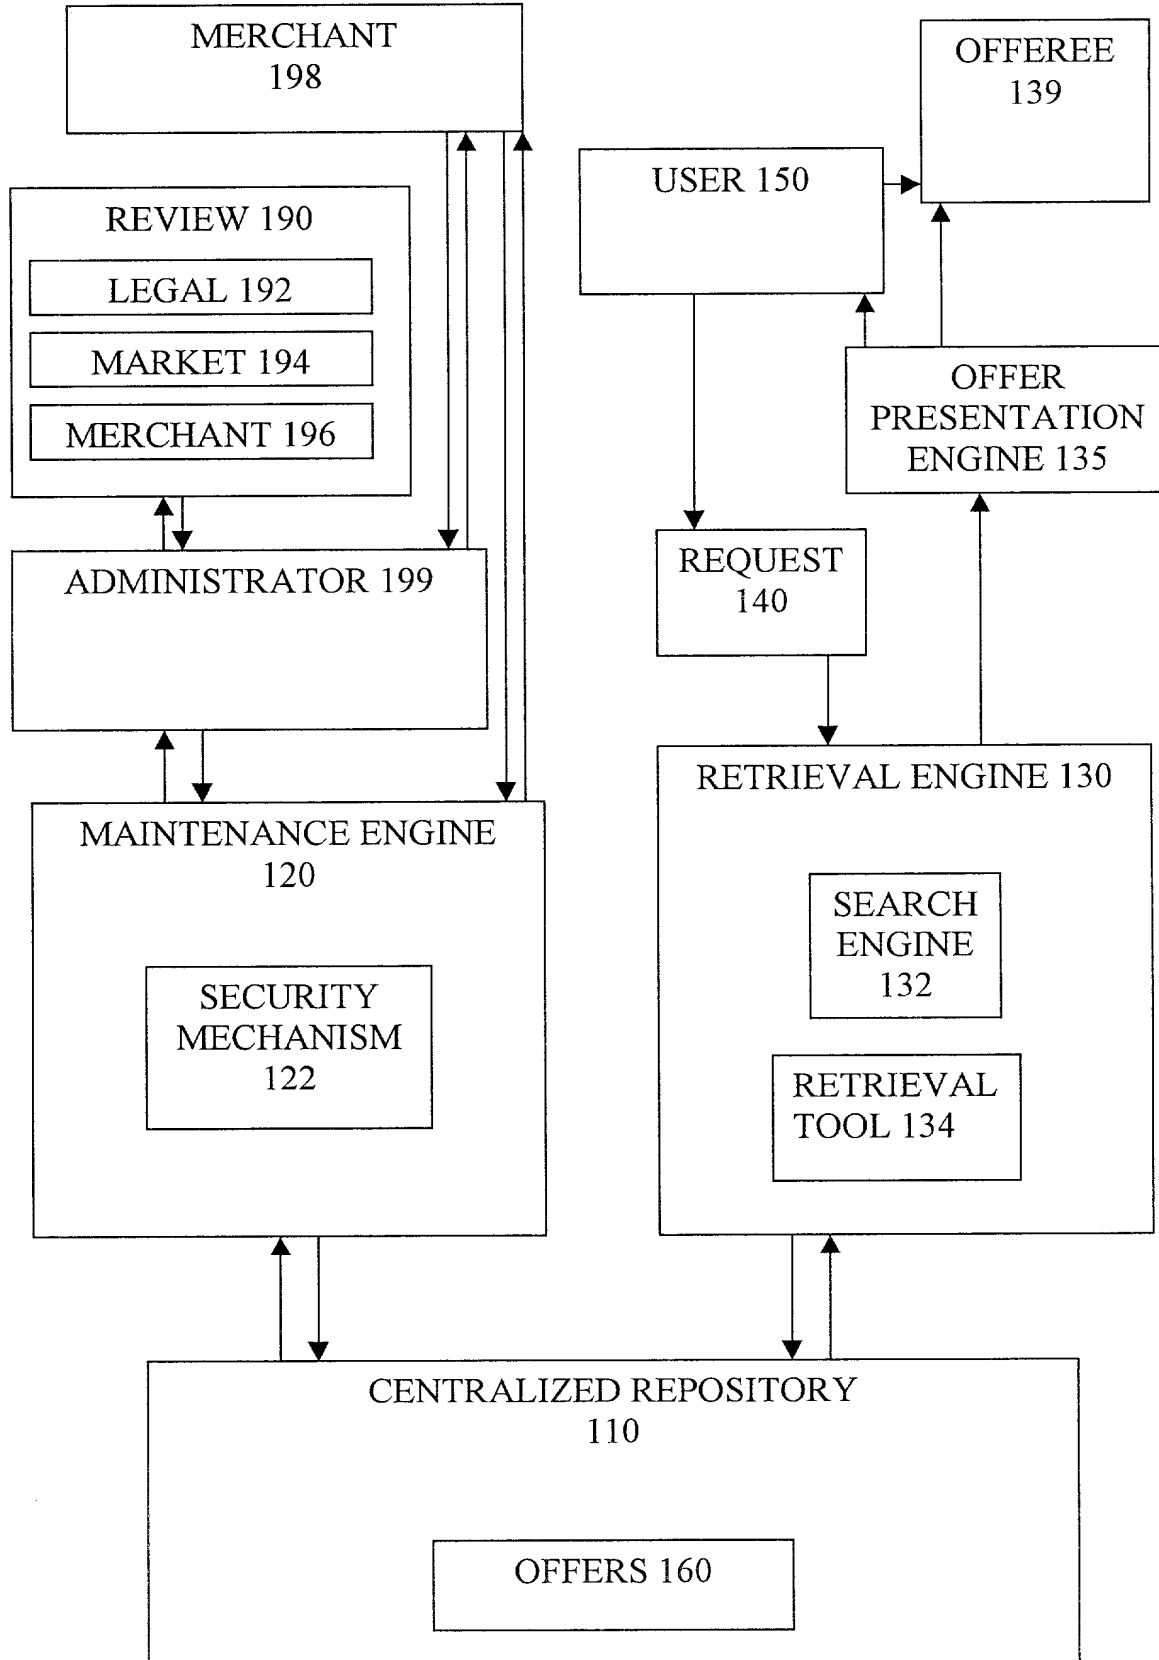 MERCHANT
198
OFFEREE
139
USER 150
REVIEW 190
LEGAL 192
MARKET 194
MERCHANT 196
OFFER
PRESENTATION
ENGINE 135
REQUEST
140
ADMINISTRATOR 199
RETRIEVAL ENGINE 130
MAINTENANCE ENGINE
120
SEARCH
ENGINE
132
SECURITY
MECHANISM
122
RETRIEVAL
TOOL 134
CENTRALIZED REPOSITORY
110
OFFERS 160